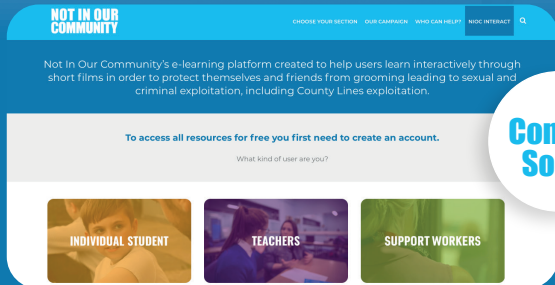 NOT IN OUR
COMMUNITY
CHOOSE YOUR SECTION OUR CAMPAIGN WHO CAN HELP? NIOC INTERACT
Not In Our Community's e-learning platform created to help users learn interactively through
short films in order to protect themselves and friends from grooming leading to sexual and
criminal exploitation, including County Lines exploitation.
To access all resources for free you first need to create an account.
What kind of user are you?
INDIVIDUAL STUDENT TEACHERS SUPPORT WORKERS